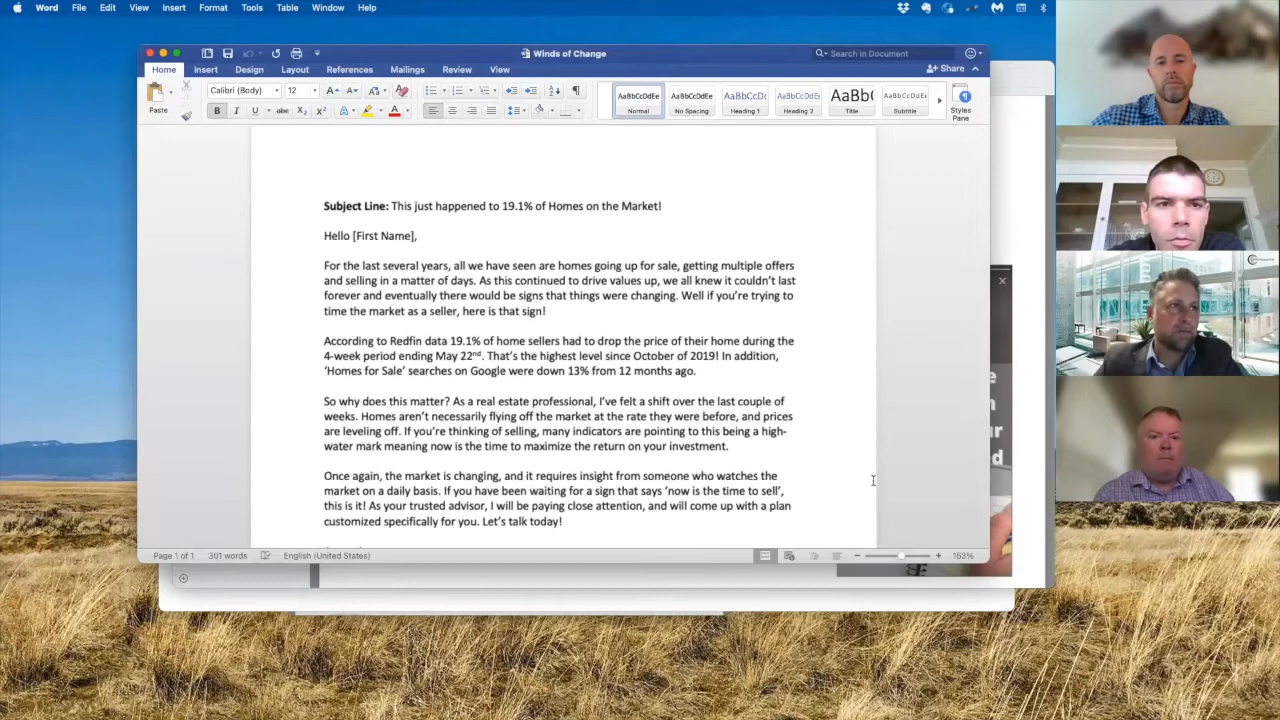 Word File Edit View Insert Format Tools Table Window Help
Winds of Change
Search in Document
Home Insert Design Layout References Mailings Review View
Share
Paste
Calibri (Body) 12
B I U abc X₂ X²
AaBbCcDdEe AaBbCcDdEe AaBbCcDc AaBbCcDdEe AaBbC AaBbCcDdEe
Normal No Spacing Heading 1 Heading 2 Title Subtitle
Styles
Pane
Subject Line: This just happened to 19.1% of Homes on the Market!
Hello [First Name],
For the last several years, all we have seen are homes going up for sale, getting multiple offers
and selling in a matter of days. As this continued to drive values up, we all knew it couldn't last
forever and eventually there would be signs that things were changing. Well if you're trying to
time the market as a seller, here is that sign!
According to Redfin data 19.1% of home sellers had to drop the price of their home during the
4-week period ending May 22nd. That's the highest level since October of 2019! In addition,
'Homes for Sale' searches on Google were down 13% from 12 months ago.
So why does this matter? As a real estate professional, I've felt a shift over the last couple of
weeks. Homes aren't necessarily flying off the market at the rate they were before, and prices
are leveling off. If you're thinking of selling, many indicators are pointing to this being a high-
water mark meaning now is the time to maximize the return on your investment.
Once again, the market is changing, and it requires insight from someone who watches the
market on a daily basis. If you have been waiting for a sign that says 'now is the time to sell',
this is it! As your trusted advisor, I will be paying close attention, and will come up with a plan
customized specifically for you. Let's talk today!
Page 1 of 1 301 words English (United States) 153%